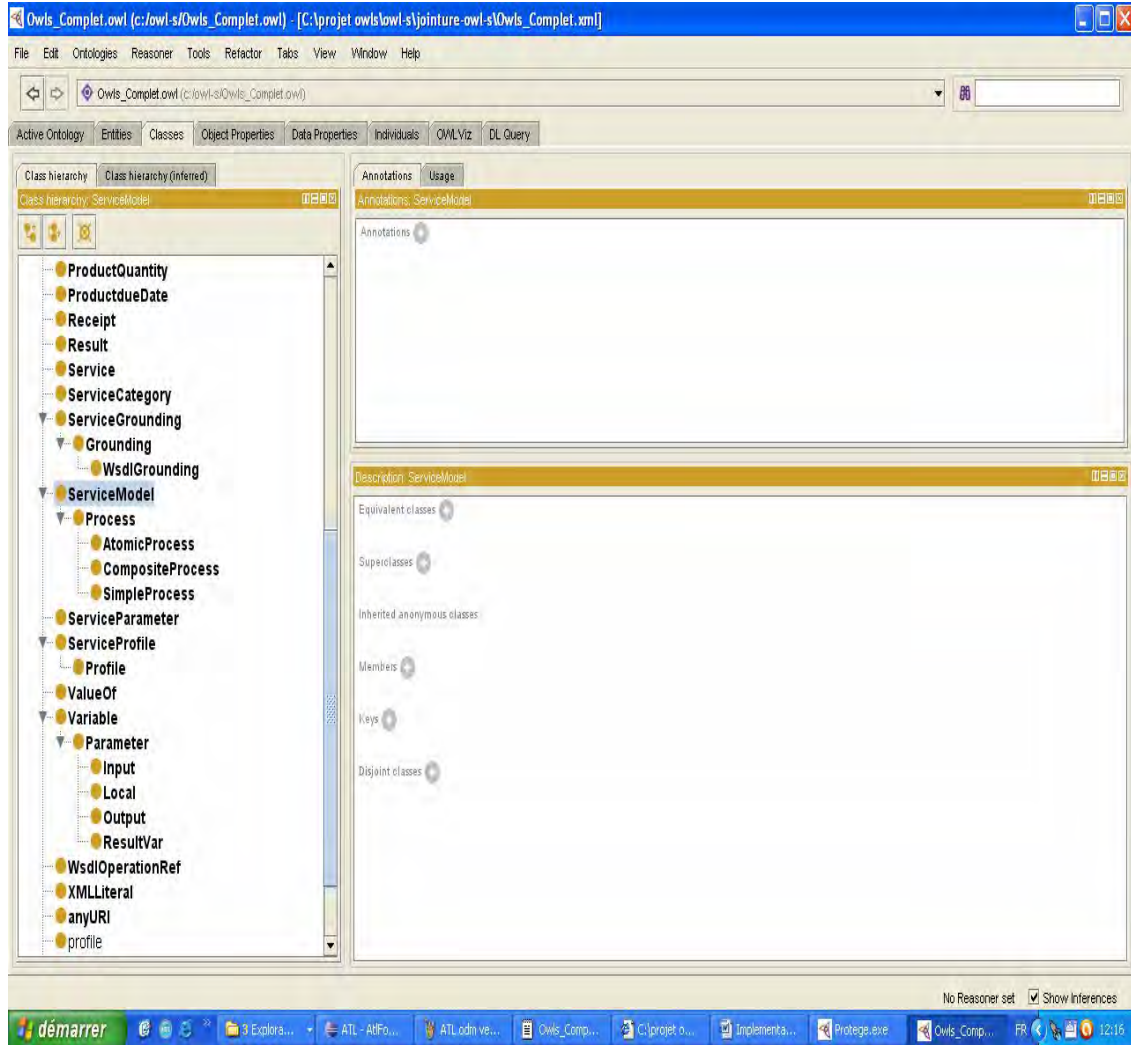 Owls_Complet.owl (c:/owl-s/Owls_Complet.owl) - [C:\projet owls\owl-s\jointure-owl-s\Owls_Complet.xml]
File Edit Ontologies Reasoner Tools Refactor Tabs View Window Help
Owls_Complet.owl (c:/owl-s/Owls_Complet.owl)
Active Ontology Entities Classes Object Properties Data Properties Individuals OWLViz DL Query
Class hierarchy Class hierarchy (inferred)
Class hierarchy: ServiceModel
ProductQuantity
ProductdueDate
Receipt
Result
Service
ServiceCategory
ServiceGrounding
Grounding
WsdlGrounding
ServiceModel
Process
AtomicProcess
CompositeProcess
SimpleProcess
ServiceParameter
ServiceProfile
Profile
ValueOf
Variable
Parameter
Input
Local
Output
ResultVar
WsdlOperationRef
XMLLiteral
anyURI
profile
Annotations Usage
Annotations: ServiceModel
Annotations
Description: ServiceModel
Equivalent classes
Superclasses
Inherited anonymous classes
Members
Keys
Disjoint classes
No Reasoner set Show Inferences
démarrer 3 Explora... ATL - AtlFo... ATL odm ve... Owls_Comp... C:\projet o... Implementa... Protege.exe Owls_Comp... FR 12:16